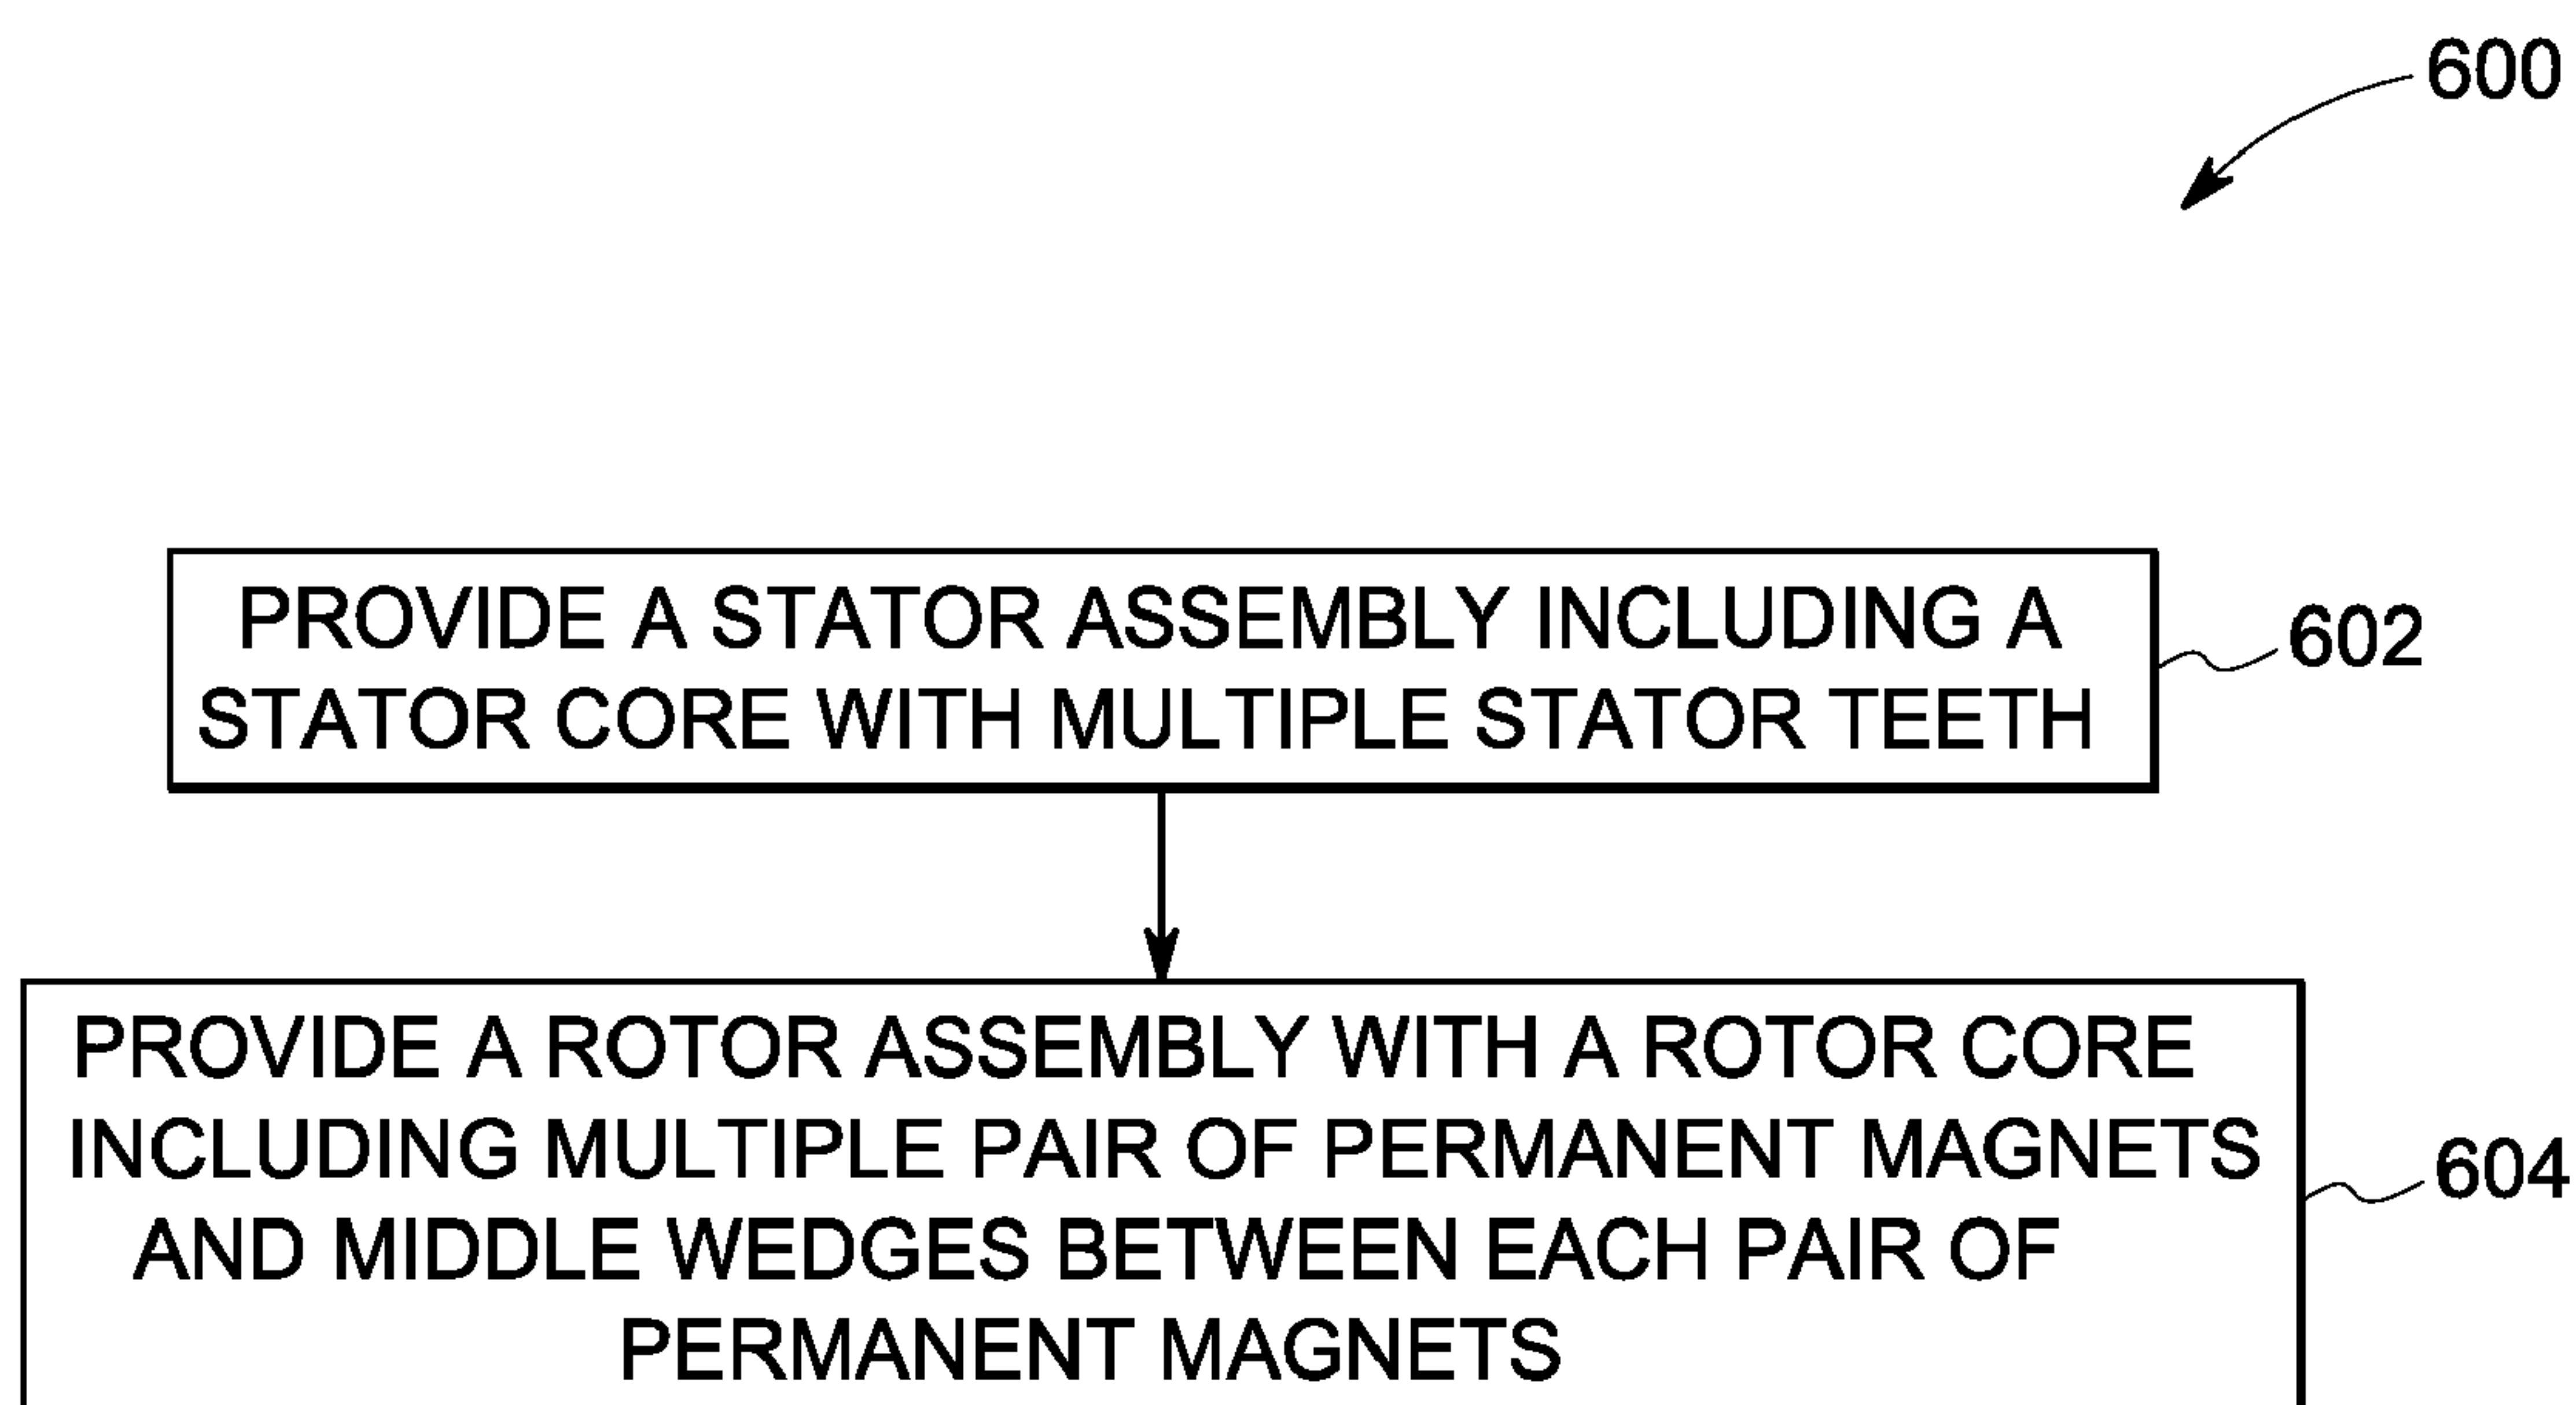 600
PROVIDE A STATOR ASSEMBLY INCLUDING A
STATOR CORE WITH MULTIPLE STATOR TEETH
602
PROVIDE A ROTOR ASSEMBLY WITH A ROTOR CORE
INCLUDING MULTIPLE PAIR OF PERMANENT MAGNETS
AND MIDDLE WEDGES BETWEEN EACH PAIR OF
PERMANENT MAGNETS
604